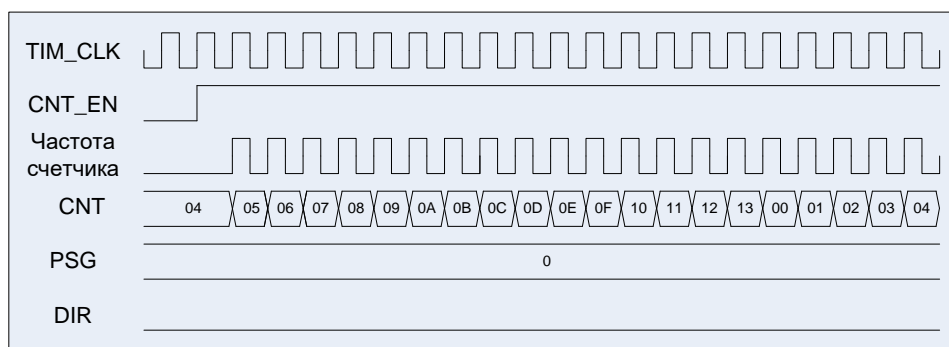 TIM_CLK
CNT_EN
Частота
счетчика
CNT 04 05 06 07 08 09 0A 0B 0C 0D 0E 0F 10 11 12 13 00 01 02 03 04
PSG 0
DIR